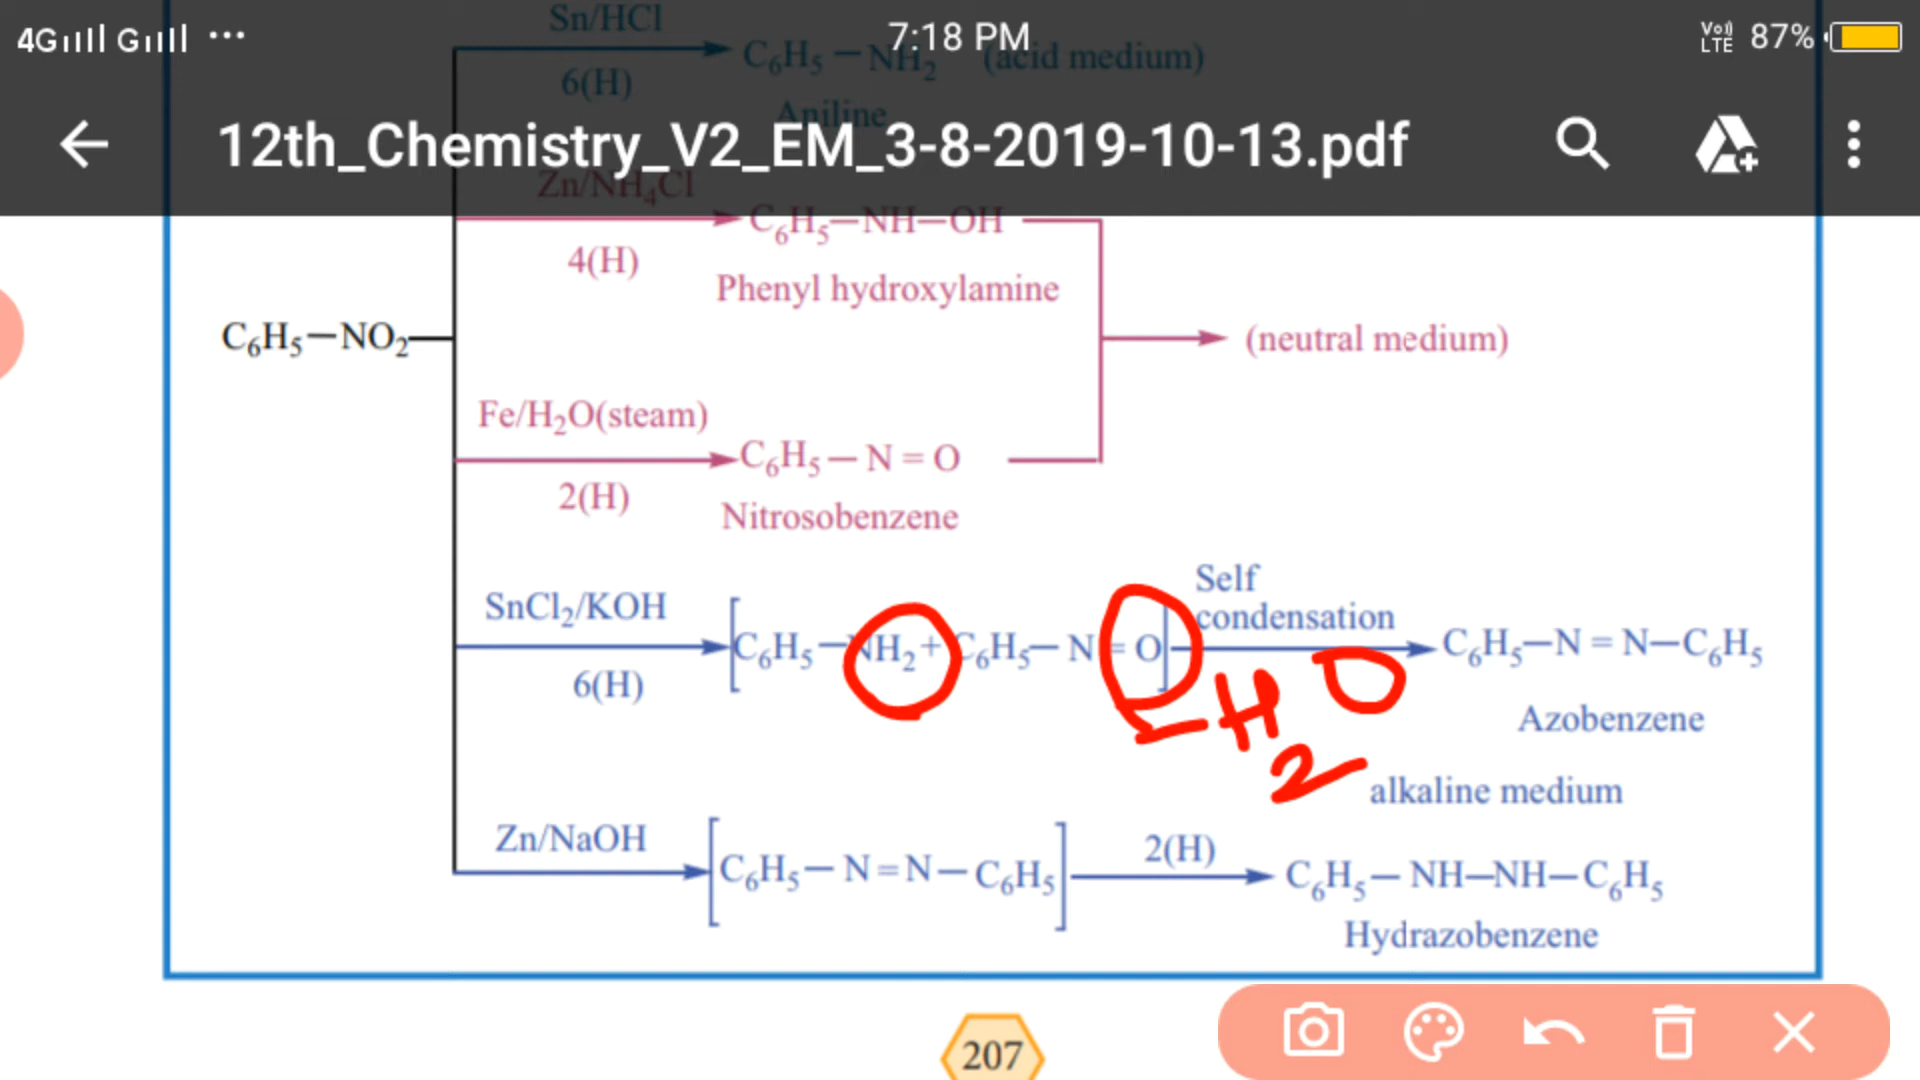 4G G ... 7:18 PM Vo) LTE 87%
Sn/HCl
C₆H₅ — NH₂ (acid medium)
6(H)
Aniline
12th_Chemistry_V2_EM_3-8-2019-10-13.pdf
Zn/NH₄Cl
C₆H₅—NH—OH
4(H)
Phenyl hydroxylamine
C₆H₅—NO₂
(neutral medium)
Fe/H₂O(steam)
C₆H₅ — N = O
2(H)
Nitrosobenzene
Self
condensation
SnCl₂/KOH
[C₆H₅ — NH₂ + C₆H₅ — N = O]
C₆H₅—N = N—C₆H₅
6(H)
–H₂O
Azobenzene
alkaline medium
Zn/NaOH
[C₆H₅ — N = N — C₆H₅]
2(H)
C₆H₅ — NH—NH—C₆H₅
Hydrazobenzene
207